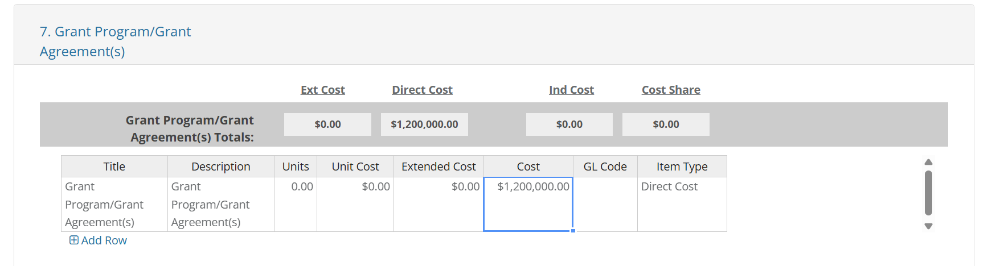 7. Grant Program/Grant
Agreement(s)
Ext Cost Direct Cost Ind Cost Cost Share
Grant Program/Grant
Agreement(s) Totals:
$0.00 $1,200,000.00 $0.00 $0.00
Title Description Units Unit Cost Extended Cost Cost GL Code Item Type
Grant Grant 0.00 $0.00 $0.00 $1,200,000.00 Direct Cost
Program/Grant Program/Grant
Agreement(s) Agreement(s)
Add Row